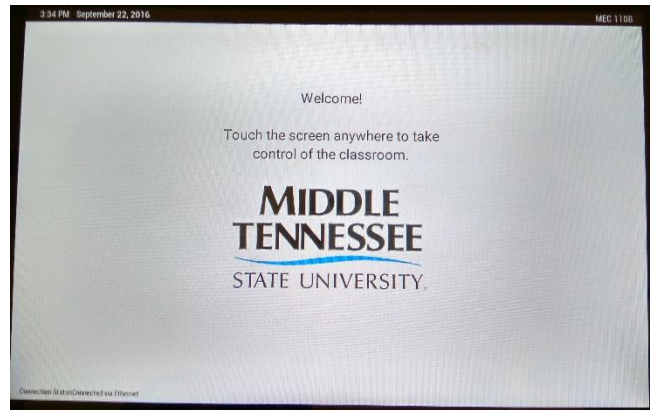 3:34 PM September 22, 2016
MEC 1108
Welcome!
Touch the screen anywhere to take
control of the classroom.
MIDDLE
TENNESSEE
STATE UNIVERSITY.
Connection Status:Connected via Ethernet